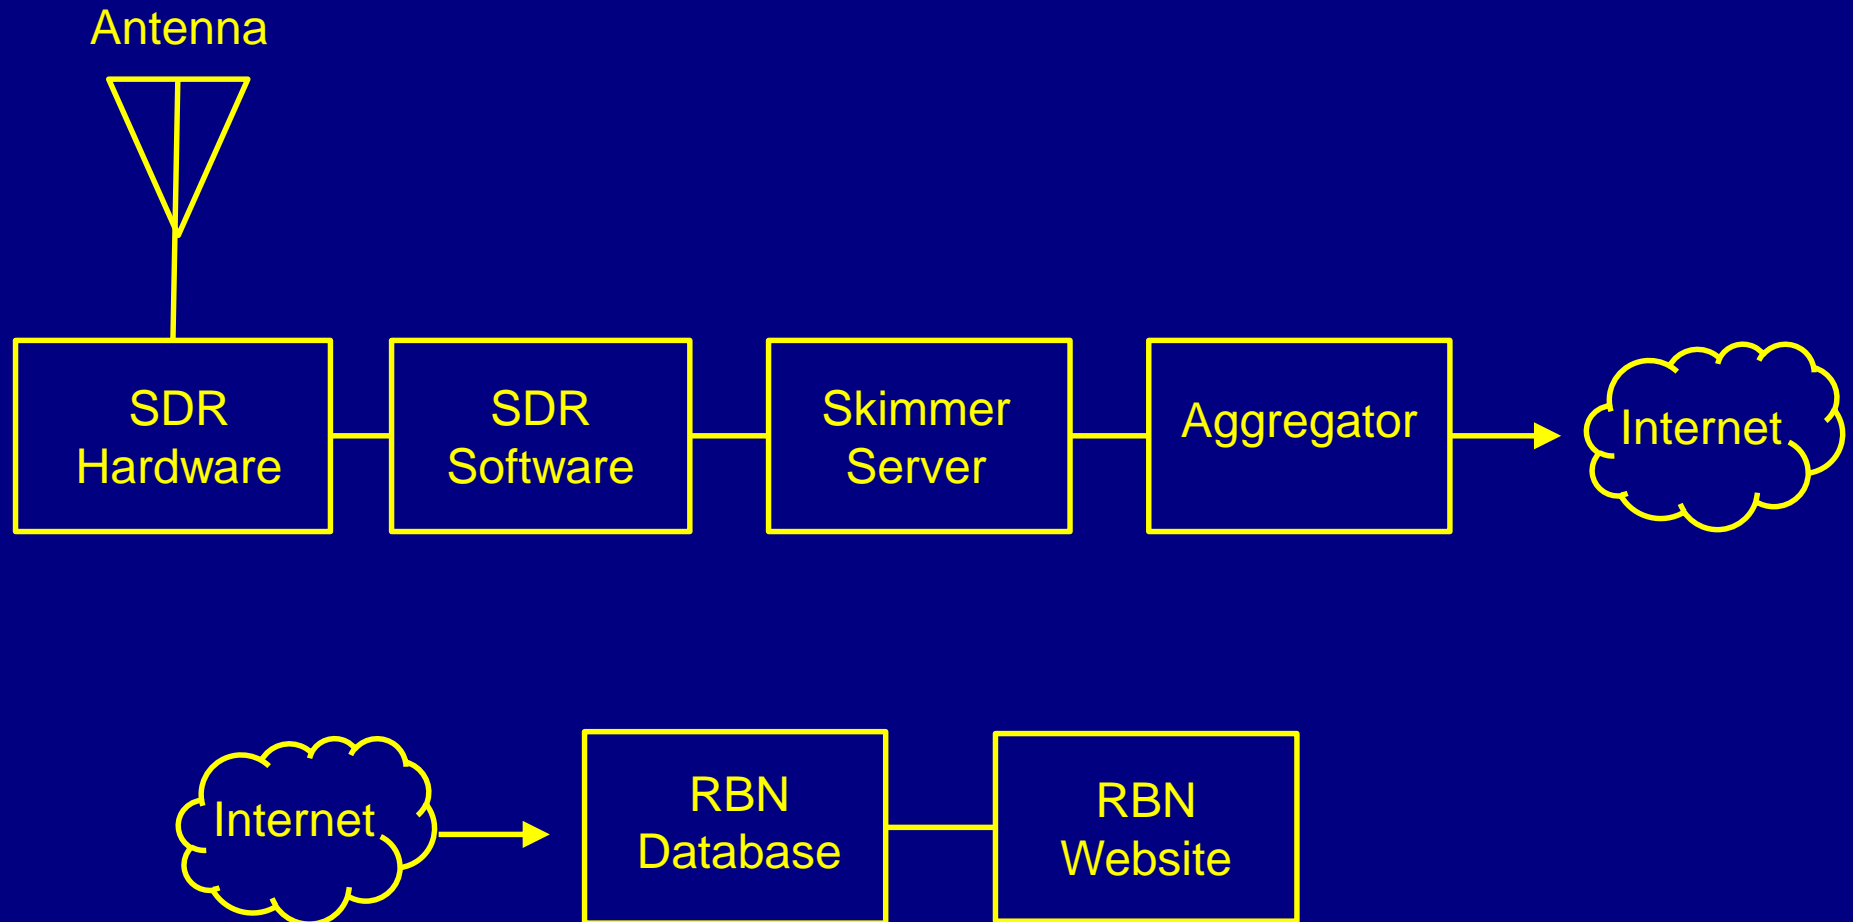 Antenna
SDR
Hardware
SDR
Software
Skimmer
Server
Aggregator
Internet
Internet
RBN
Database
RBN
Website